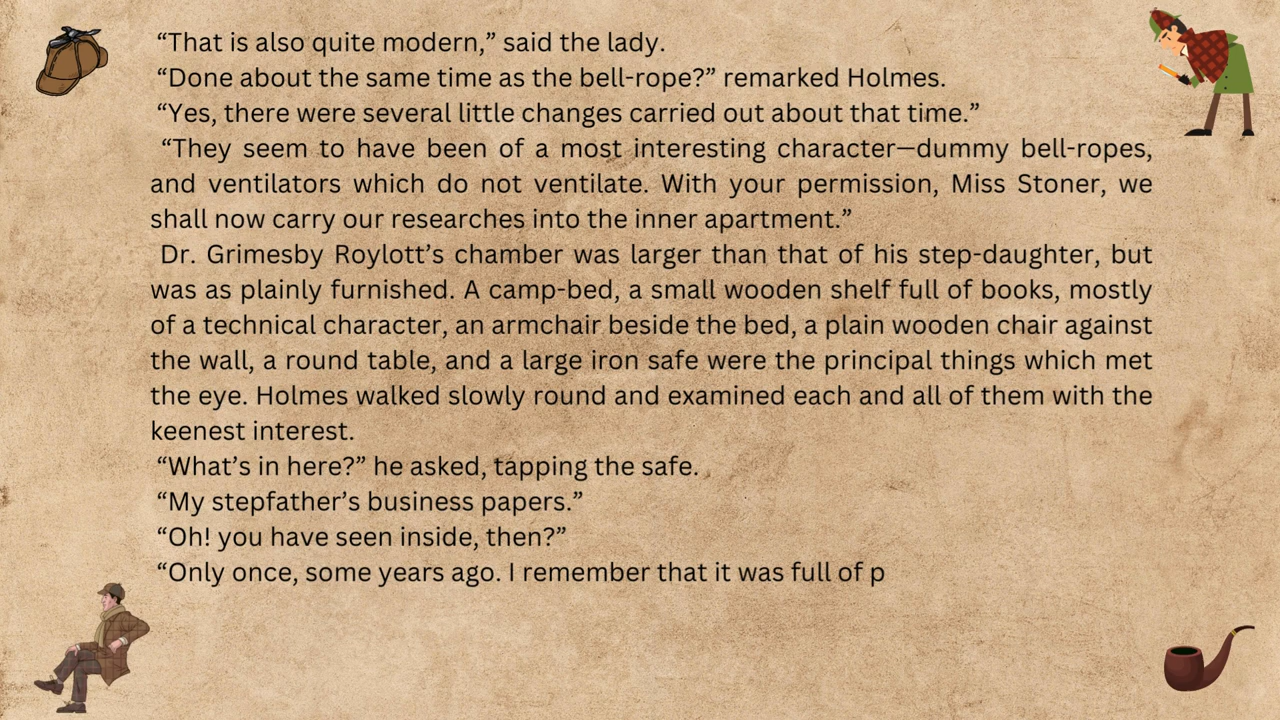 “That is also quite modern,” said the lady.
“Done about the same time as the bell-rope?” remarked Holmes.
“Yes, there were several little changes carried out about that time.”
“They seem to have been of a most interesting character—dummy bell-ropes,
and ventilators which do not ventilate. With your permission, Miss Stoner, we
shall now carry our researches into the inner apartment.”
Dr. Grimesby Roylott’s chamber was larger than that of his step-daughter, but
was as plainly furnished. A camp-bed, a small wooden shelf full of books, mostly
of a technical character, an armchair beside the bed, a plain wooden chair against
the wall, a round table, and a large iron safe were the principal things which met
the eye. Holmes walked slowly round and examined each and all of them with the
keenest interest.
“What’s in here?” he asked, tapping the safe.
“My stepfather’s business papers.”
“Oh! you have seen inside, then?”
“Only once, some years ago. I remember that it was full of p